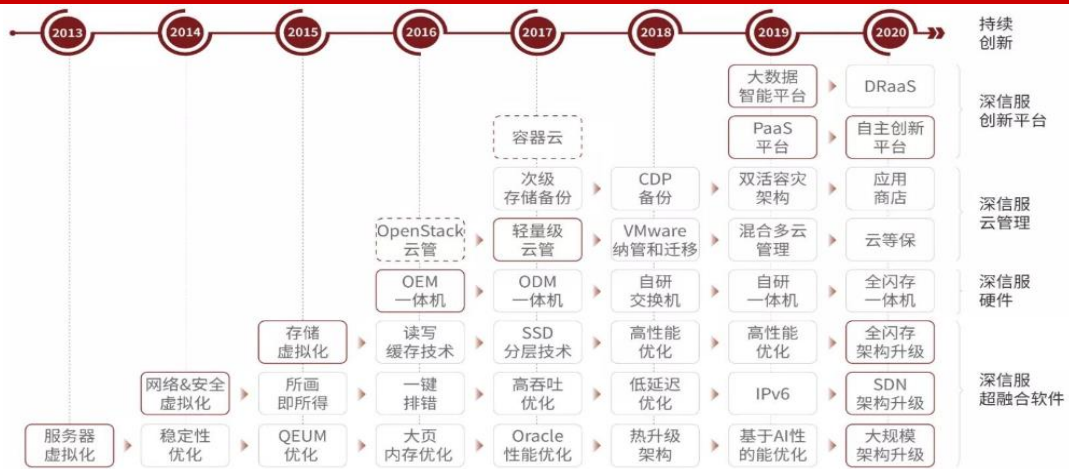 2013
2014
2015
2016
2017
2018
2019
2020
持续
创新
大数据
智能平台
DRaaS
深信服
创新平台
容器云
PaaS
平台
自主创新
平台
次级
存储备份
CDP
备份
双活容灾
架构
应用
商店
深信服
云管理
OpenStack
云管
轻量级
云管
VMware
纳管和迁移
混合多云
管理
云等保
OEM
一体机
ODM
一体机
自研
交换机
自研
一体机
全闪存
一体机
深信服
硬件
存储
虚拟化
读写
缓存技术
SSD
分层技术
高性能
优化
高性能
优化
全闪存
架构升级
网络&安全
虚拟化
所画
即所得
一键
排错
高吞吐
优化
低延迟
优化
IPv6
SDN
架构升级
深信服
超融合软件
服务器
虚拟化
稳定性
优化
QEUM
优化
大页
内存优化
Oracle
性能优化
热升级
架构
基于AI性
的能优化
大规模
架构升级